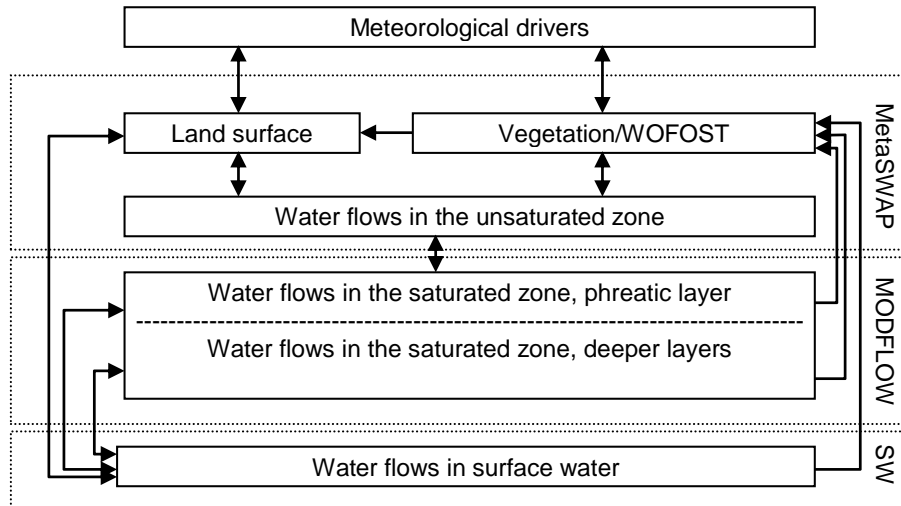 Meteorological drivers
Land surface
Vegetation/WOFOST
Water flows in the unsaturated zone
MetaSWAP
Water flows in the saturated zone, phreatic layer
Water flows in the saturated zone, deeper layers
MODFLOW
Water flows in surface water
SW